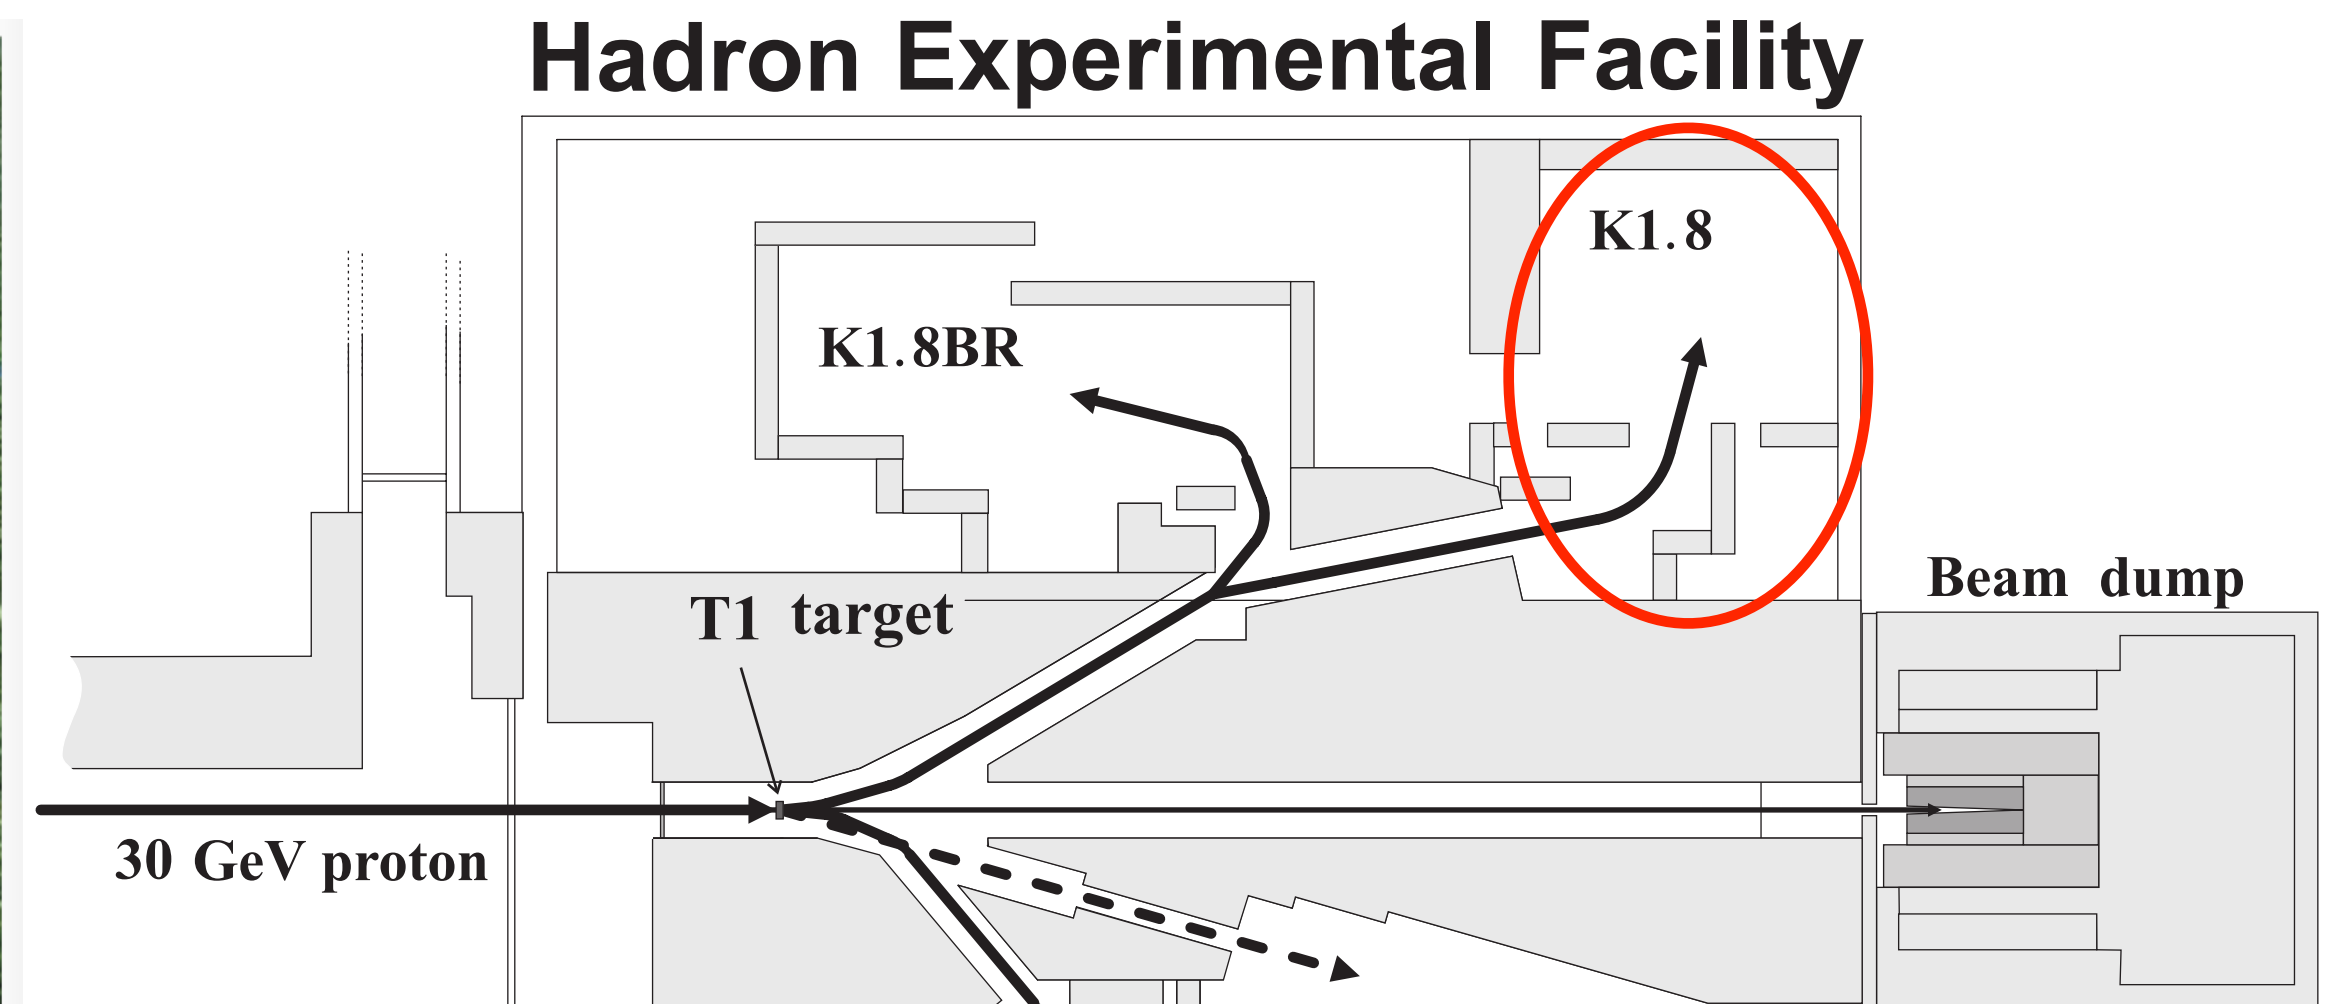 Hadron Experimental Facility
K1.8
K1.8BR
Beam dump
T1 target
30 GeV proton